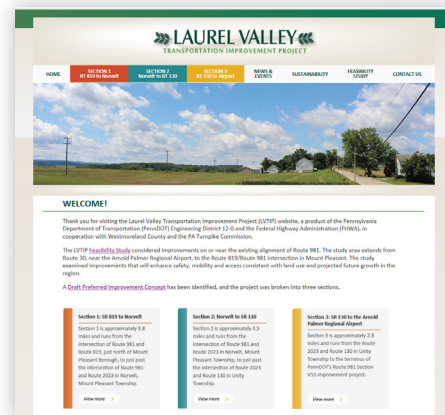 LAUREL VALLEY
TRANSPORTATION IMPROVEMENT PROJECT
HOME
SECTION 1
RT 819 to Norvelt
SECTION 2
Norvelt to RT 130
SECTION 3
RT 130 to Airport
NEWS &
EVENTS
SUSTAINABILITY
FEASIBILITY
STUDY
CONTACT US
WELCOME!
Thank you for visiting the Laurel Valley Transportation Improvement Project (LVTIP) website, a product of the Pennsylvania
Department of Transportation (PennDOT) Engineering District 12-0 and the Federal Highway Administration (FHWA), in
cooperation with Westmoreland County and the PA Turnpike Commission.
The LVTIP Feasibility Study considered improvements on or near the existing alignment of Route 981. The study area extends from
Route 30, near the Arnold Palmer Regional Airport, to the Route 819/Route 981 intersection in Mount Pleasant. The study
examined improvements that will enhance safety, mobility and access consistent with land use and projected future growth in the
region.
A Draft Preferred Improvement Concept has been identified, and the project was broken into three sections.
Section 1: SR 819 to Norvelt
Section 1 is approximately 3.8
miles and runs from the
intersection of Route 981 and
Route 819, just north of Mount
Pleasant Borough, to just past
the intersection of Route 981
and Route 2023 in Norvelt,
Mount Pleasant Township.
View more
Section 2: Norvelt to SR 130
Section 2 is approximately 4.5
miles and runs from the
intersection of Route 981 and
Route 2023 in Norvelt, Mount
Pleasant Township, to just past
the intersection of Route 2023
and Route 130 in Unity
Township.
View more
Section 3: SR 130 to the Arnold
Palmer Regional Airport
Section 3 is approximately 2.3
miles and runs from the Route
2023 and Route 130 in Unity
Township to the terminus of
PennDOT's Route 981 Section
V10 improvement project.
View more